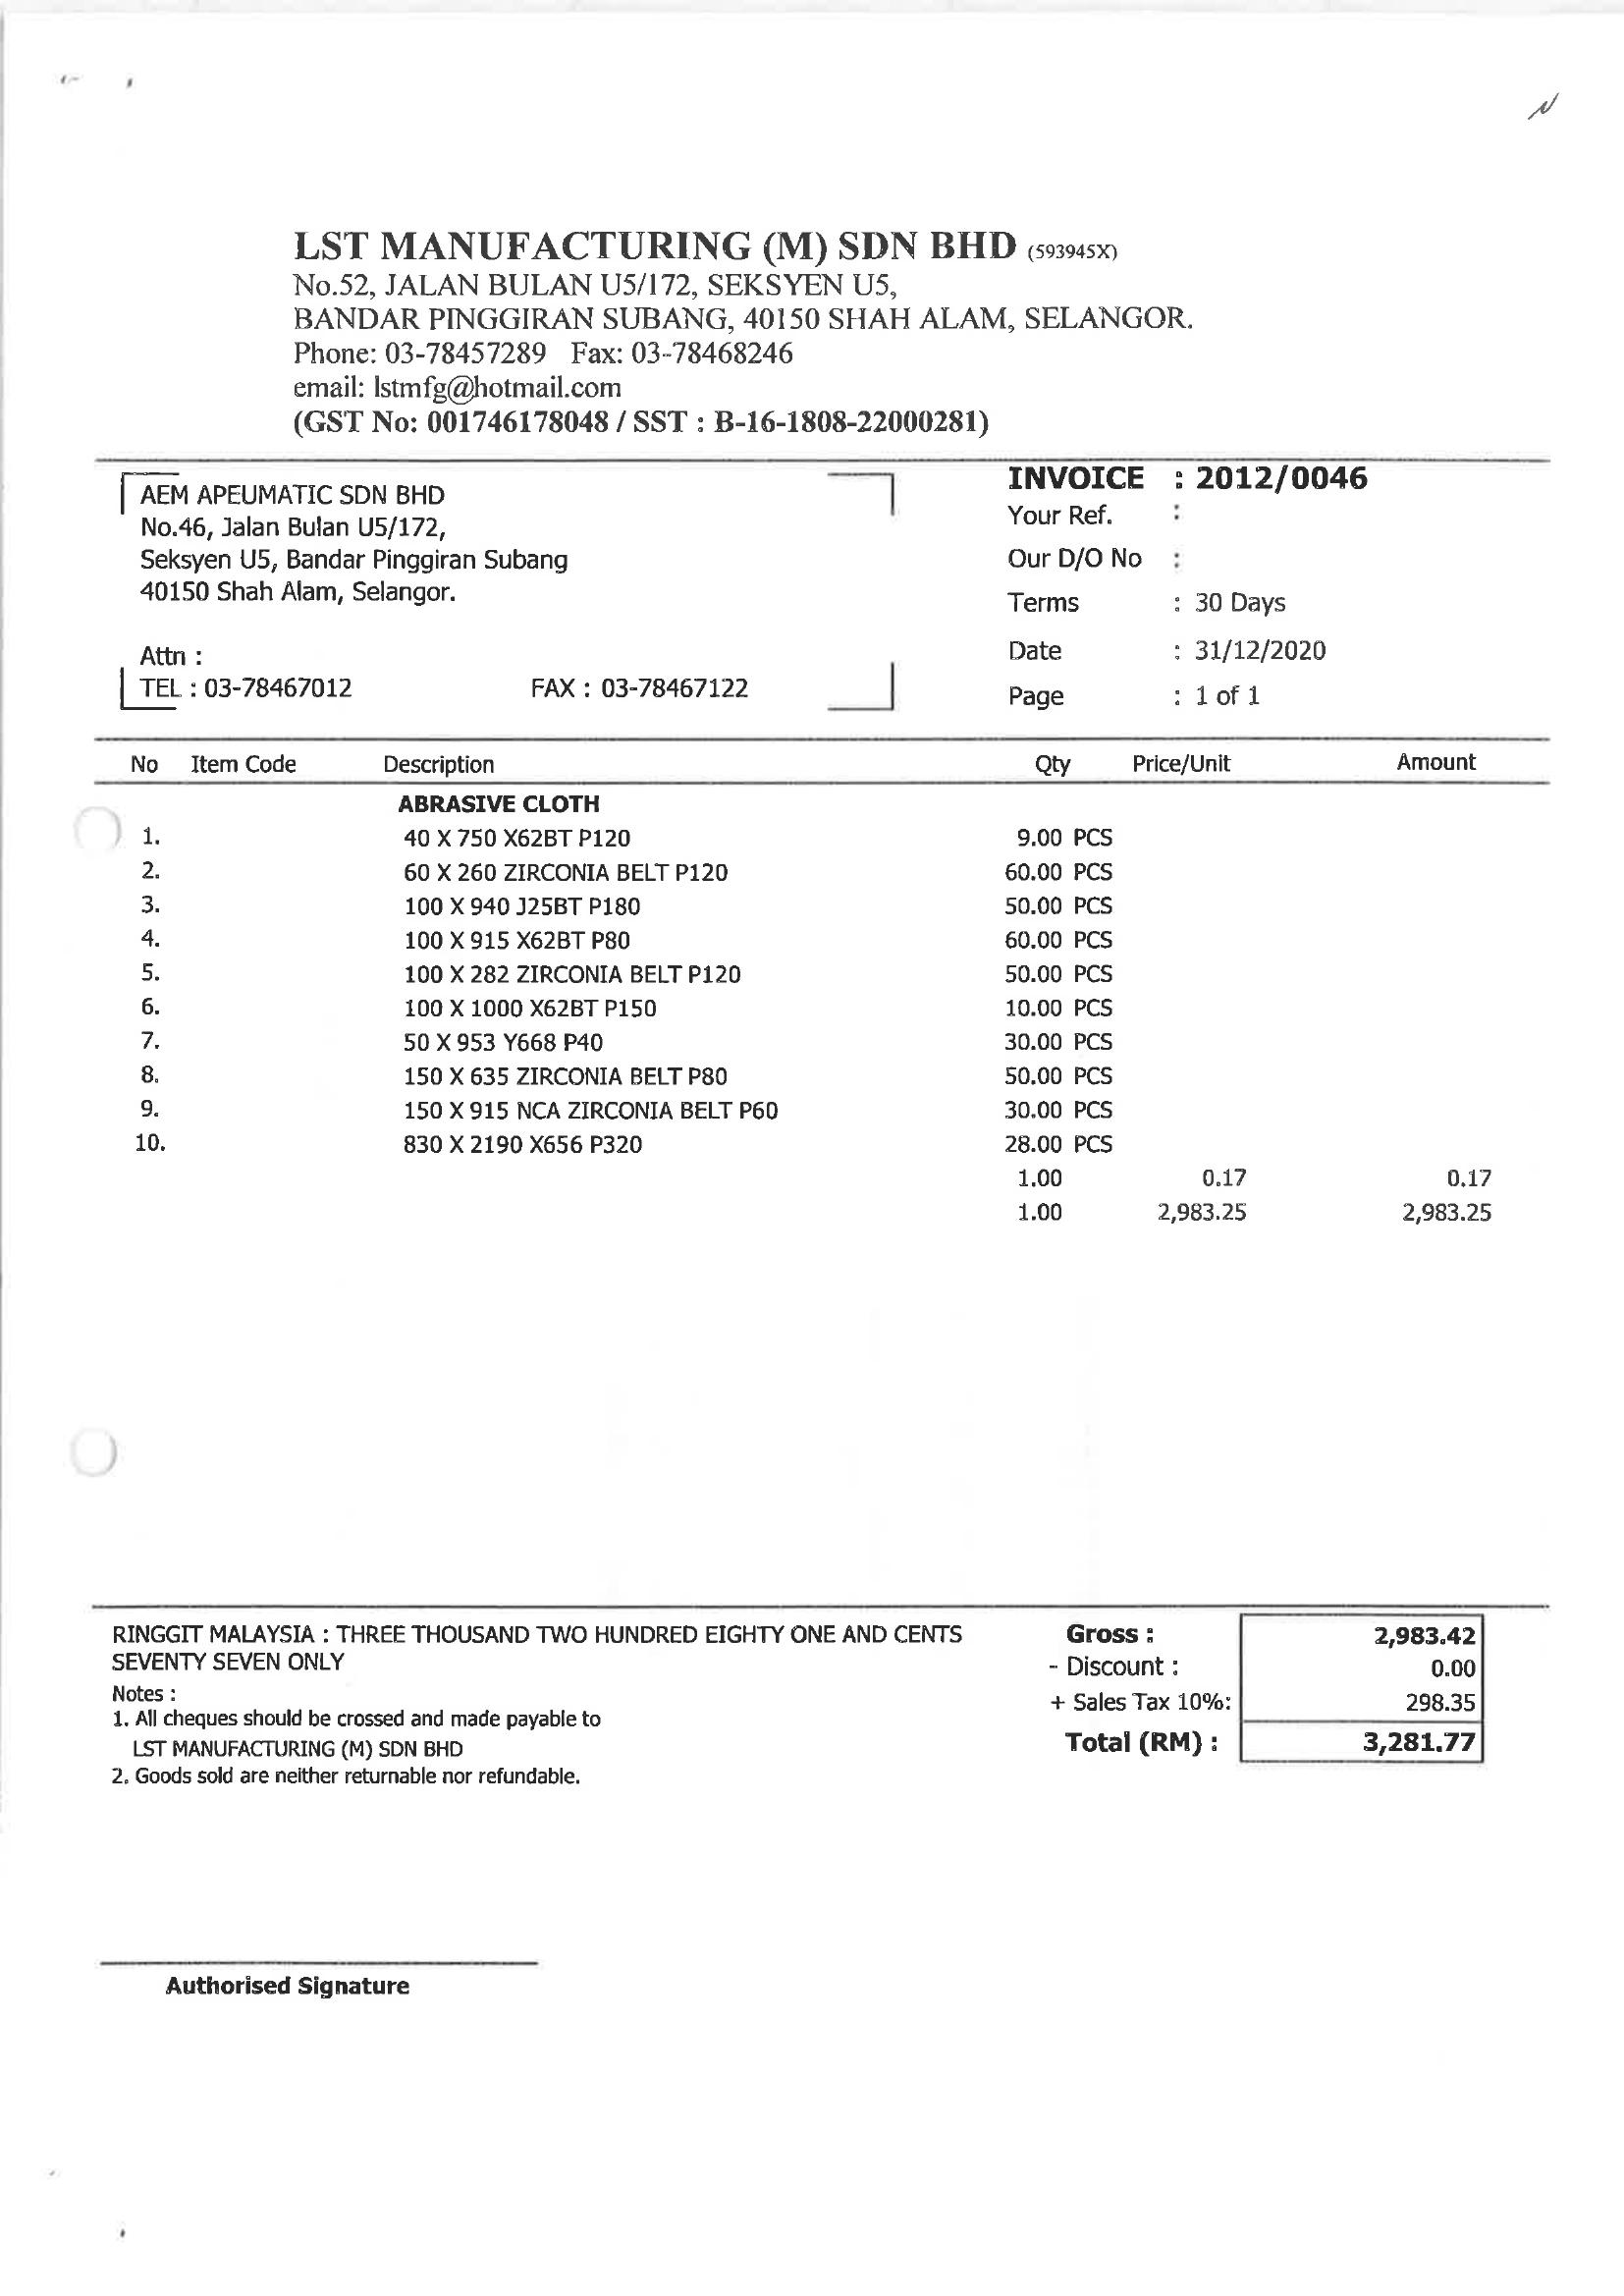 LST MANUFACTURING (M) SDN BHD (593945X)
No.52, JALAN BULAN U5/172, SEKSYEN U5,
BANDAR PINGGIRAN SUBANG, 40150 SHAH ALAM, SELANGOR.
Phone: 03-78457289 Fax: 03-78468246
email: lstmfg@hotmail.com
(GST No: 001746178048 / SST : B-16-1808-22000281)
AEM APEUMATIC SDN BHD
No.46, Jalan Bulan U5/172,
Seksyen U5, Bandar Pinggiran Subang
40150 Shah Alam, Selangor.
Attn :
TEL : 03-78467012 FAX : 03-78467122
INVOICE : 2012/0046
Your Ref. :
Our D/O No :
Terms : 30 Days
Date : 31/12/2020
Page : 1 of 1
No Item Code Description Qty Price/Unit Amount
ABRASIVE CLOTH
1. 40 X 750 X62BT P120 9.00 PCS
2. 60 X 260 ZIRCONIA BELT P120 60.00 PCS
3. 100 X 940 J25BT P180 50.00 PCS
4. 100 X 915 X62BT P80 60.00 PCS
5. 100 X 282 ZIRCONIA BELT P120 50.00 PCS
6. 100 X 1000 X62BT P150 10.00 PCS
7. 50 X 953 Y668 P40 30.00 PCS
8. 150 X 635 ZIRCONIA BELT P80 50.00 PCS
9. 150 X 915 NCA ZIRCONIA BELT P60 30.00 PCS
10. 830 X 2190 X656 P320 28.00 PCS
1.00 0.17 0.17
1.00 2,983.25 2,983.25
RINGGIT MALAYSIA : THREE THOUSAND TWO HUNDRED EIGHTY ONE AND CENTS
SEVENTY SEVEN ONLY
Notes :
1. All cheques should be crossed and made payable to
LST MANUFACTURING (M) SDN BHD
2. Goods sold are neither returnable nor refundable.
Gross : 2,983.42
- Discount : 0.00
+ Sales Tax 10%: 298.35
Total (RM) : 3,281.77
Authorised Signature